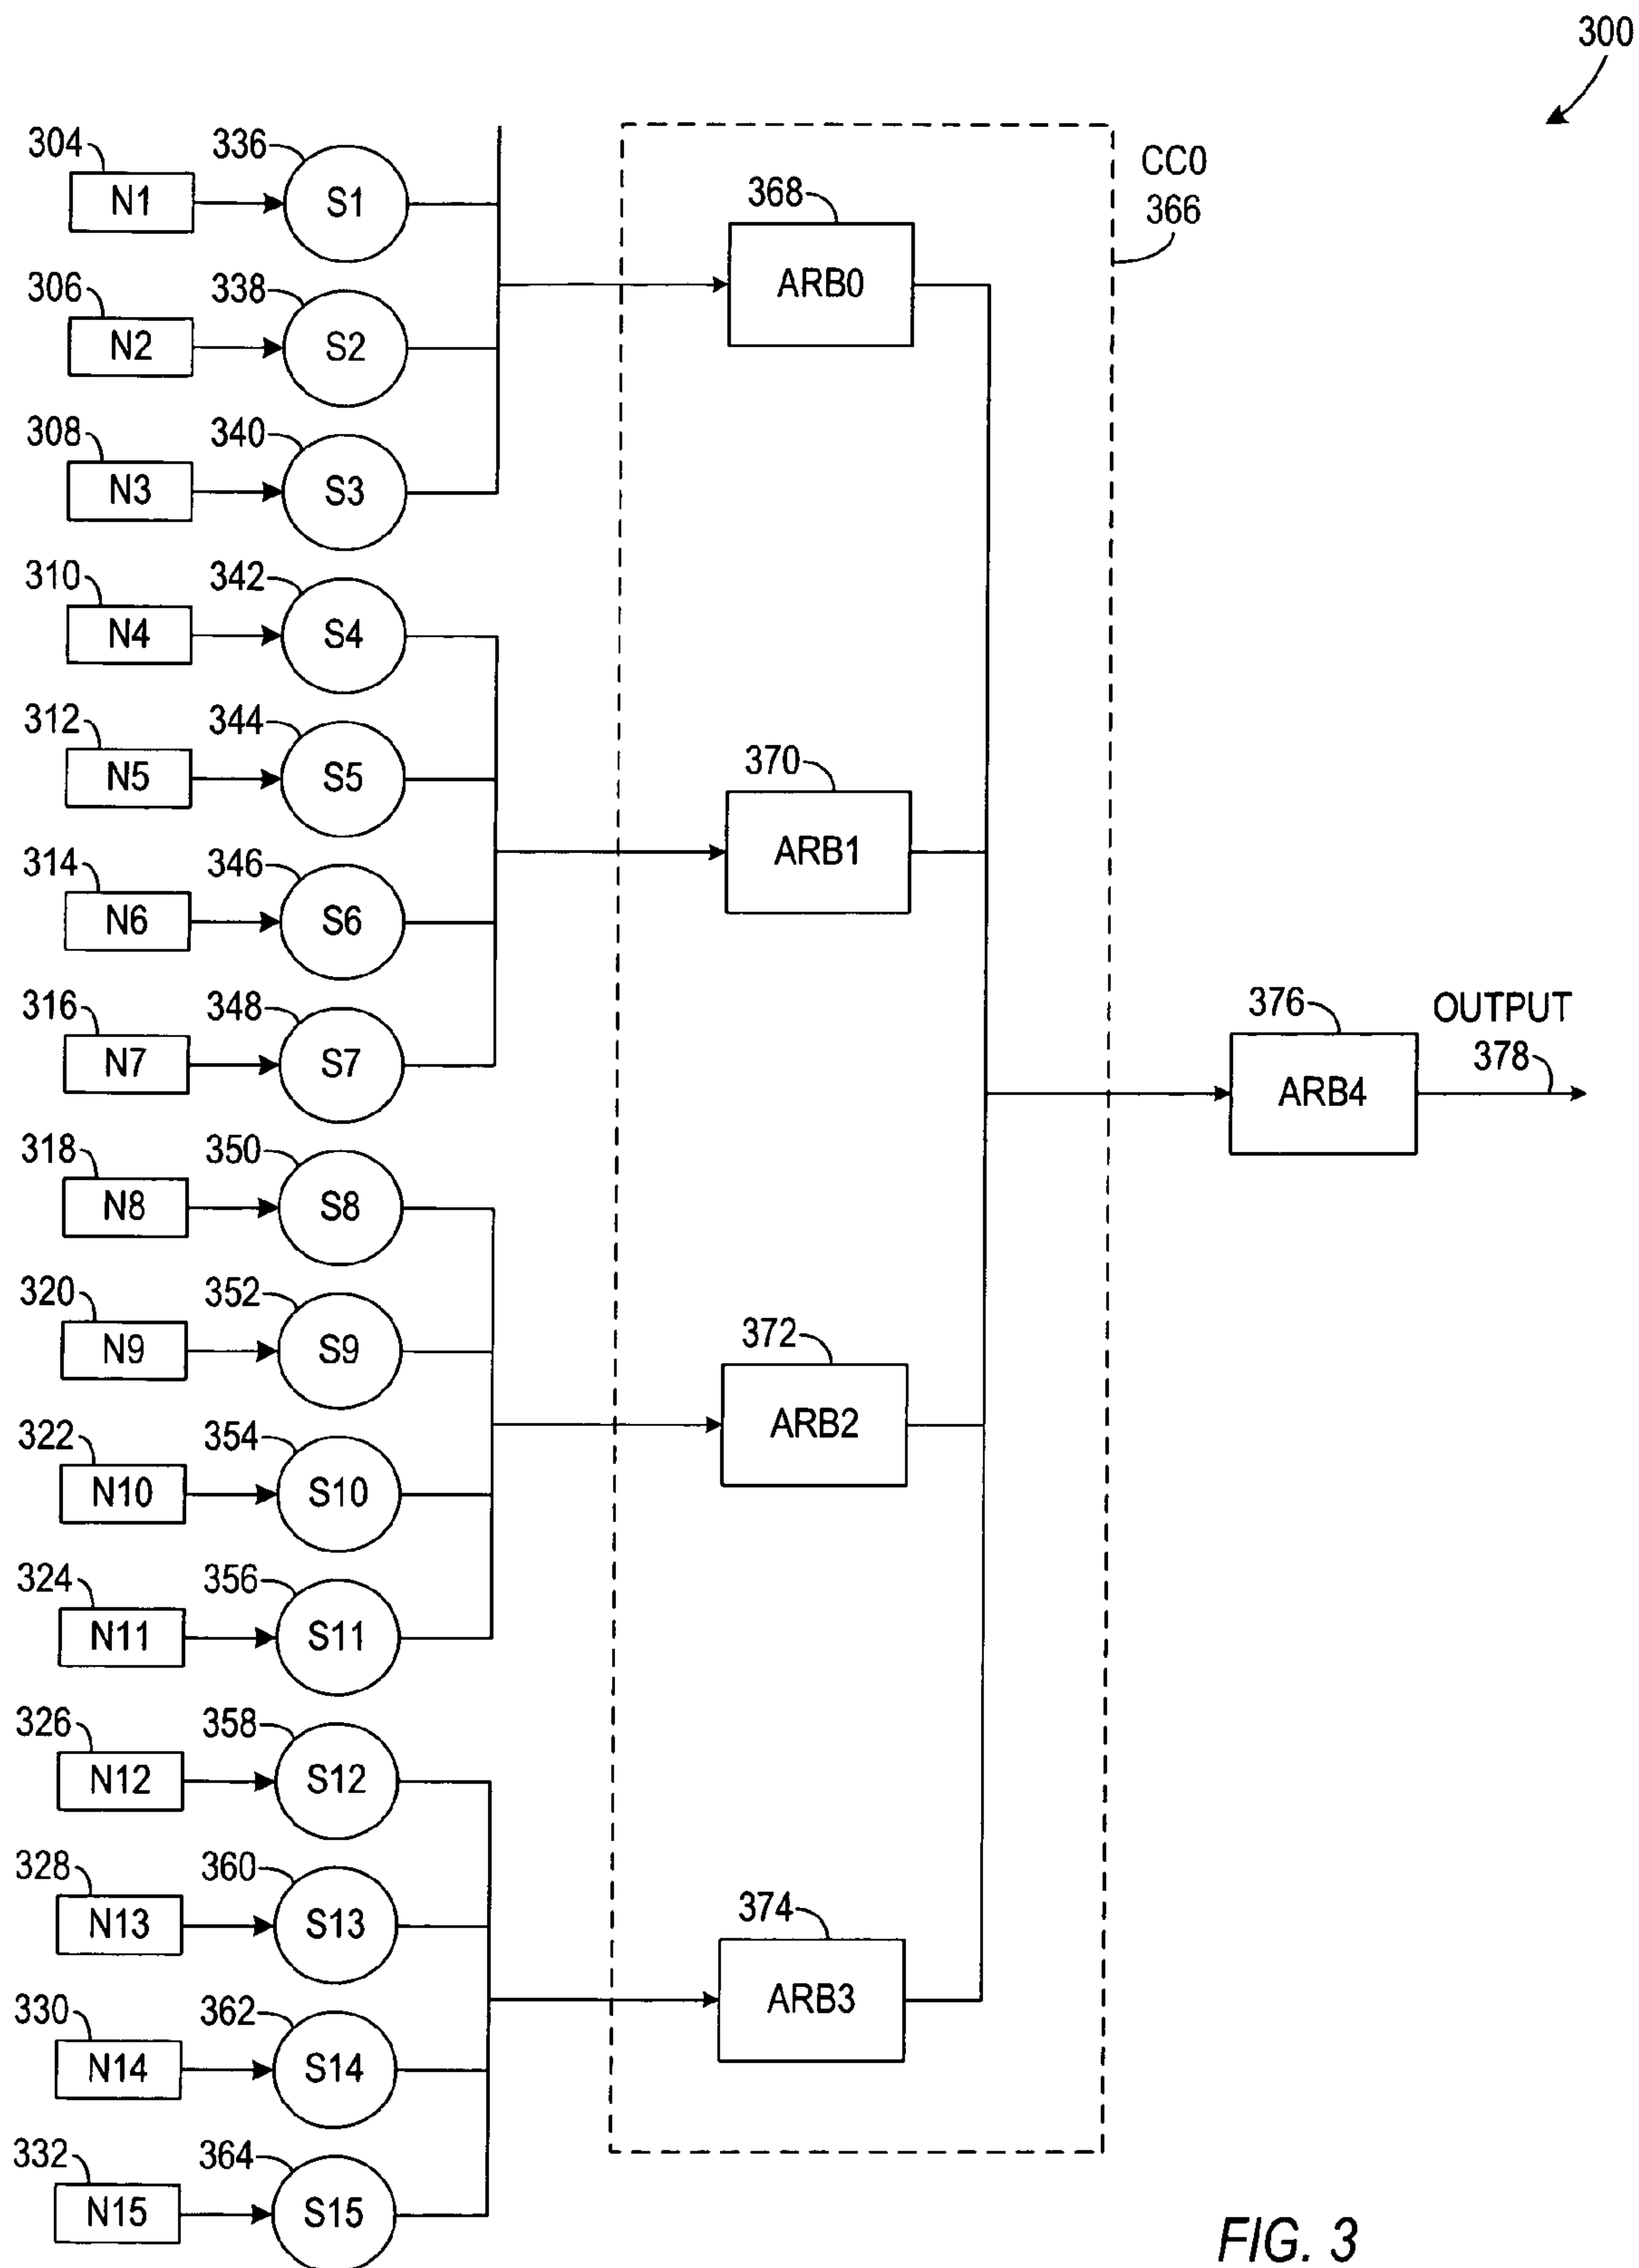 300
304
336
N1
S1
CC0
366
368
ARB0
306
338
N2
S2
308
340
N3
S3
310
342
N4
S4
312
344
N5
S5
370
ARB1
314
346
N6
S6
316
348
N7
S7
376
ARB4
OUTPUT
378
318
350
N8
S8
320
352
N9
S9
372
ARB2
322
354
N10
S10
324
356
N11
S11
326
358
N12
S12
328
360
N13
S13
374
ARB3
330
362
N14
S14
332
364
N15
S15
FIG. 3